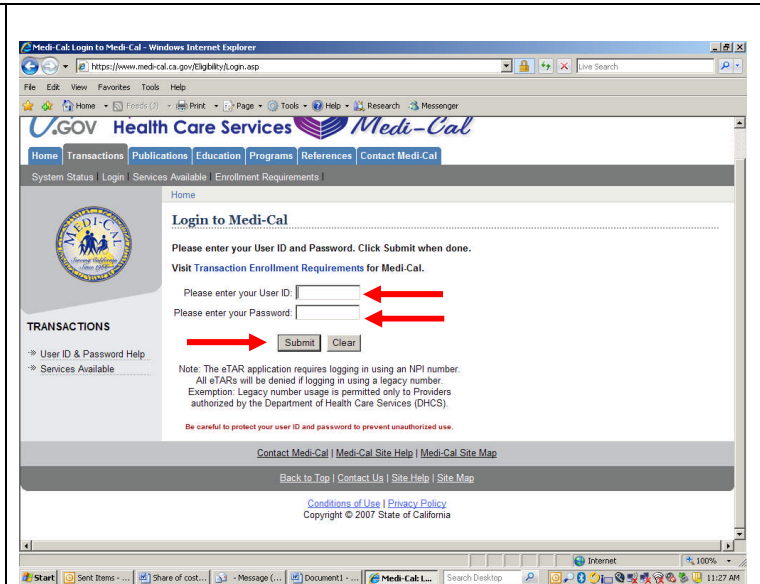 Medi-Cal: Login to Medi-Cal - Windows Internet Explorer
https://www.medi-cal.ca.gov/Eligibility/Login.asp
Live Search
File Edit View Favorites Tools Help
Home Feeds (J) Print Page Tools Help Research Messenger
.GOV Health Care Services Medi-Cal
Home Transactions Publications Education Programs References Contact Medi-Cal
System Status | Login | Services Available | Enrollment Requirements |
Home
MEDI-CAL
Serving California
Since 1966
Login to Medi-Cal
Please enter your User ID and Password. Click Submit when done.
Visit Transaction Enrollment Requirements for Medi-Cal.
Please enter your User ID:
Please enter your Password:
Submit Clear
TRANSACTIONS
User ID & Password Help
Services Available
Note: The eTAR application requires logging in using an NPI number.
All eTARs will be denied if logging in using a legacy number.
Exemption: Legacy number usage is permitted only to Providers
authorized by the Department of Health Care Services (DHCS).
Be careful to protect your user ID and password to prevent unauthorized use.
Contact Medi-Cal | Medi-Cal Site Help | Medi-Cal Site Map
Back to Top | Contact Us | Site Help | Site Map
Conditions of Use | Privacy Policy
Copyright © 2007 State of California
Internet 100%
Start Sent Items - ... Share of cost... - Message (... Document1 - ... Medi-Cal: L... Search Desktop 11:27 AM